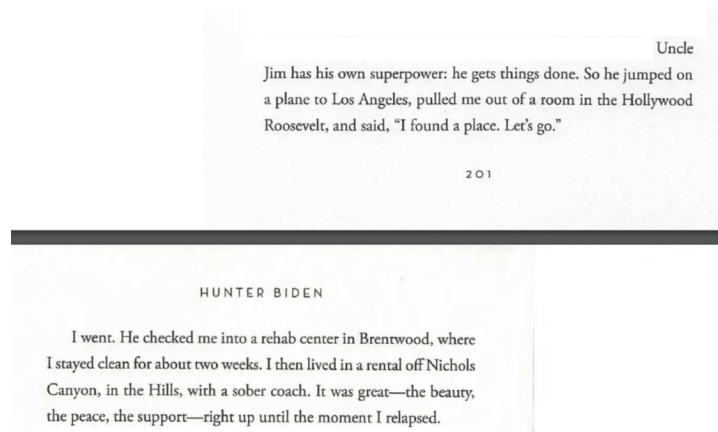 Uncle
Jim has his own superpower: he gets things done. So he jumped on
a plane to Los Angeles, pulled me out of a room in the Hollywood
Roosevelt, and said, “I found a place. Let’s go.”
201
HUNTER BIDEN
I went. He checked me into a rehab center in Brentwood, where
I stayed clean for about two weeks. I then lived in a rental off Nichols
Canyon, in the Hills, with a sober coach. It was great—the beauty,
the peace, the support—right up until the moment I relapsed.